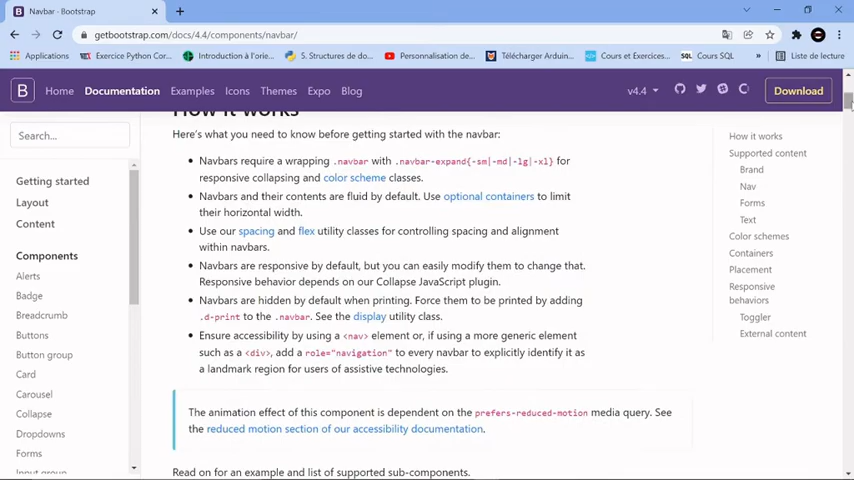 Navbar · Bootstrap
getbootstrap.com/docs/4.4/components/navbar/
Applications
Exercice Python Cor...
Introduction à l'orie...
S. Structures de do...
Personnalisation de...
Télécharger Arduin...
Cours et Exercices...
SQL Cours SQL
»
Liste de lecture
B
Home
Documentation
Examples
Icons
Themes
Expo
Blog
v4.4
Download
Search...
Getting started
Layout
Content
Components
Alerts
Badge
Breadcrumb
Buttons
Button group
Card
Carousel
Collapse
Dropdowns
Forms
Input group
How it works
Here's what you need to know before getting started with the navbar:
Navbars require a wrapping .navbar with .navbar-expand{-sm|-md|-lg|-xl} for
responsive collapsing and color scheme classes.
Navbars and their contents are fluid by default. Use optional containers to limit
their horizontal width.
Use our spacing and flex utility classes for controlling spacing and alignment
within navbars.
Navbars are responsive by default, but you can easily modify them to change that.
Responsive behavior depends on our Collapse JavaScript plugin.
Navbars are hidden by default when printing. Force them to be printed by adding
.d-print to the .navbar. See the display utility class.
Ensure accessibility by using a <nav> element or, if using a more generic element
such as a <div>, add a role="navigation" to every navbar to explicitly identify it as
a landmark region for users of assistive technologies.
The animation effect of this component is dependent on the prefers-reduced-motion media query. See
the reduced motion section of our accessibility documentation.
Read on for an example and list of supported sub-components.
How it works
Supported content
Brand
Nav
Forms
Text
Color schemes
Containers
Placement
Responsive
behaviors
Toggler
External content